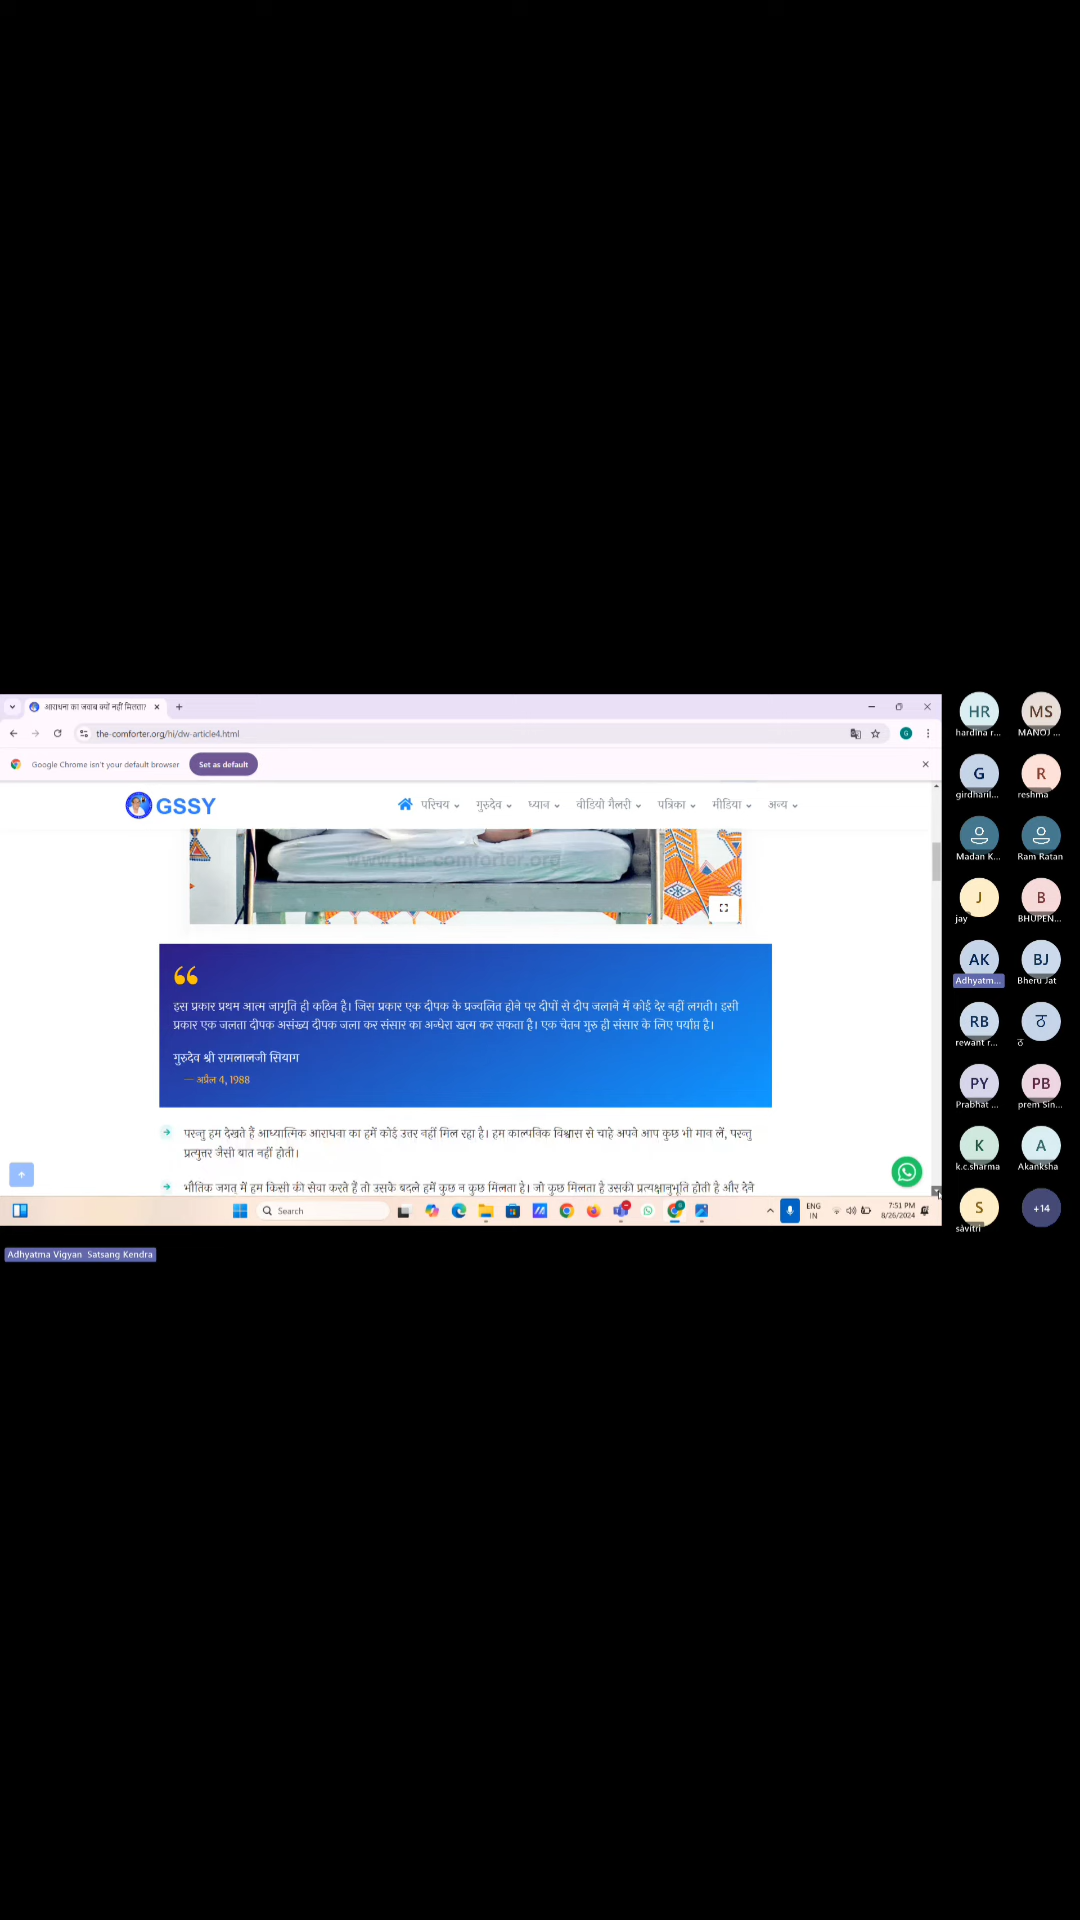 आराधना का जवाब क्यों नहीं मिलता?
the-comforter.org/hi/dw-article4.html
G
Google Chrome isn't your default browser
Set as default
GSSY
परिचय
गुरुदेव
ध्यान
वीडियो गैलरी
पत्रिका
मीडिया
अन्य
www.the-comforter.org
इस प्रकार प्रथम आत्म जागृति ही कठिन है। जिस प्रकार एक दीपक के प्रज्वलित होने पर दीपों से दीप जलाने में कोई देर नहीं लगती। इसी
प्रकार एक जलता दीपक असंख्य दीपक जला कर संसार का अन्धेरा खत्म कर सकता है। एक चेतन गुरु ही संसार के लिए पर्याप्त है।
गुरुदेव श्री रामलालजी सियाग
— अप्रैल 4, 1988
परन्तु हम देखते हैं आध्यात्मिक आराधना का हमें कोई उत्तर नहीं मिल रहा है। हम काल्पनिक विश्वास से चाहे अपने आप कुछ भी मान लें, परन्तु
प्रत्युत्तर जैसी बात नहीं होती।
भौतिक जगत् में हम किसी की सेवा करते हैं तो उसके बदले हमें कुछ न कुछ मिलता है। जो कुछ मिलता है उसकी प्रत्यक्षानुभूति होती है और देने
Search
ENG
IN
7:51 PM
8/26/2024
Adhyatma Vigyan Satsang Kendra
HR
hardina r...
MS
MANOJ ...
G
girdharil...
R
reshma
Madan K...
Ram Ratan
J
jay
B
BHUPEN...
AK
Adhyatm...
BJ
Bheru Jat
RB
rewant r...
ठ
ठ
PY
Prabhat ...
PB
prem Sin...
K
k.c.sharma
A
Akanksha
S
savitri
+14